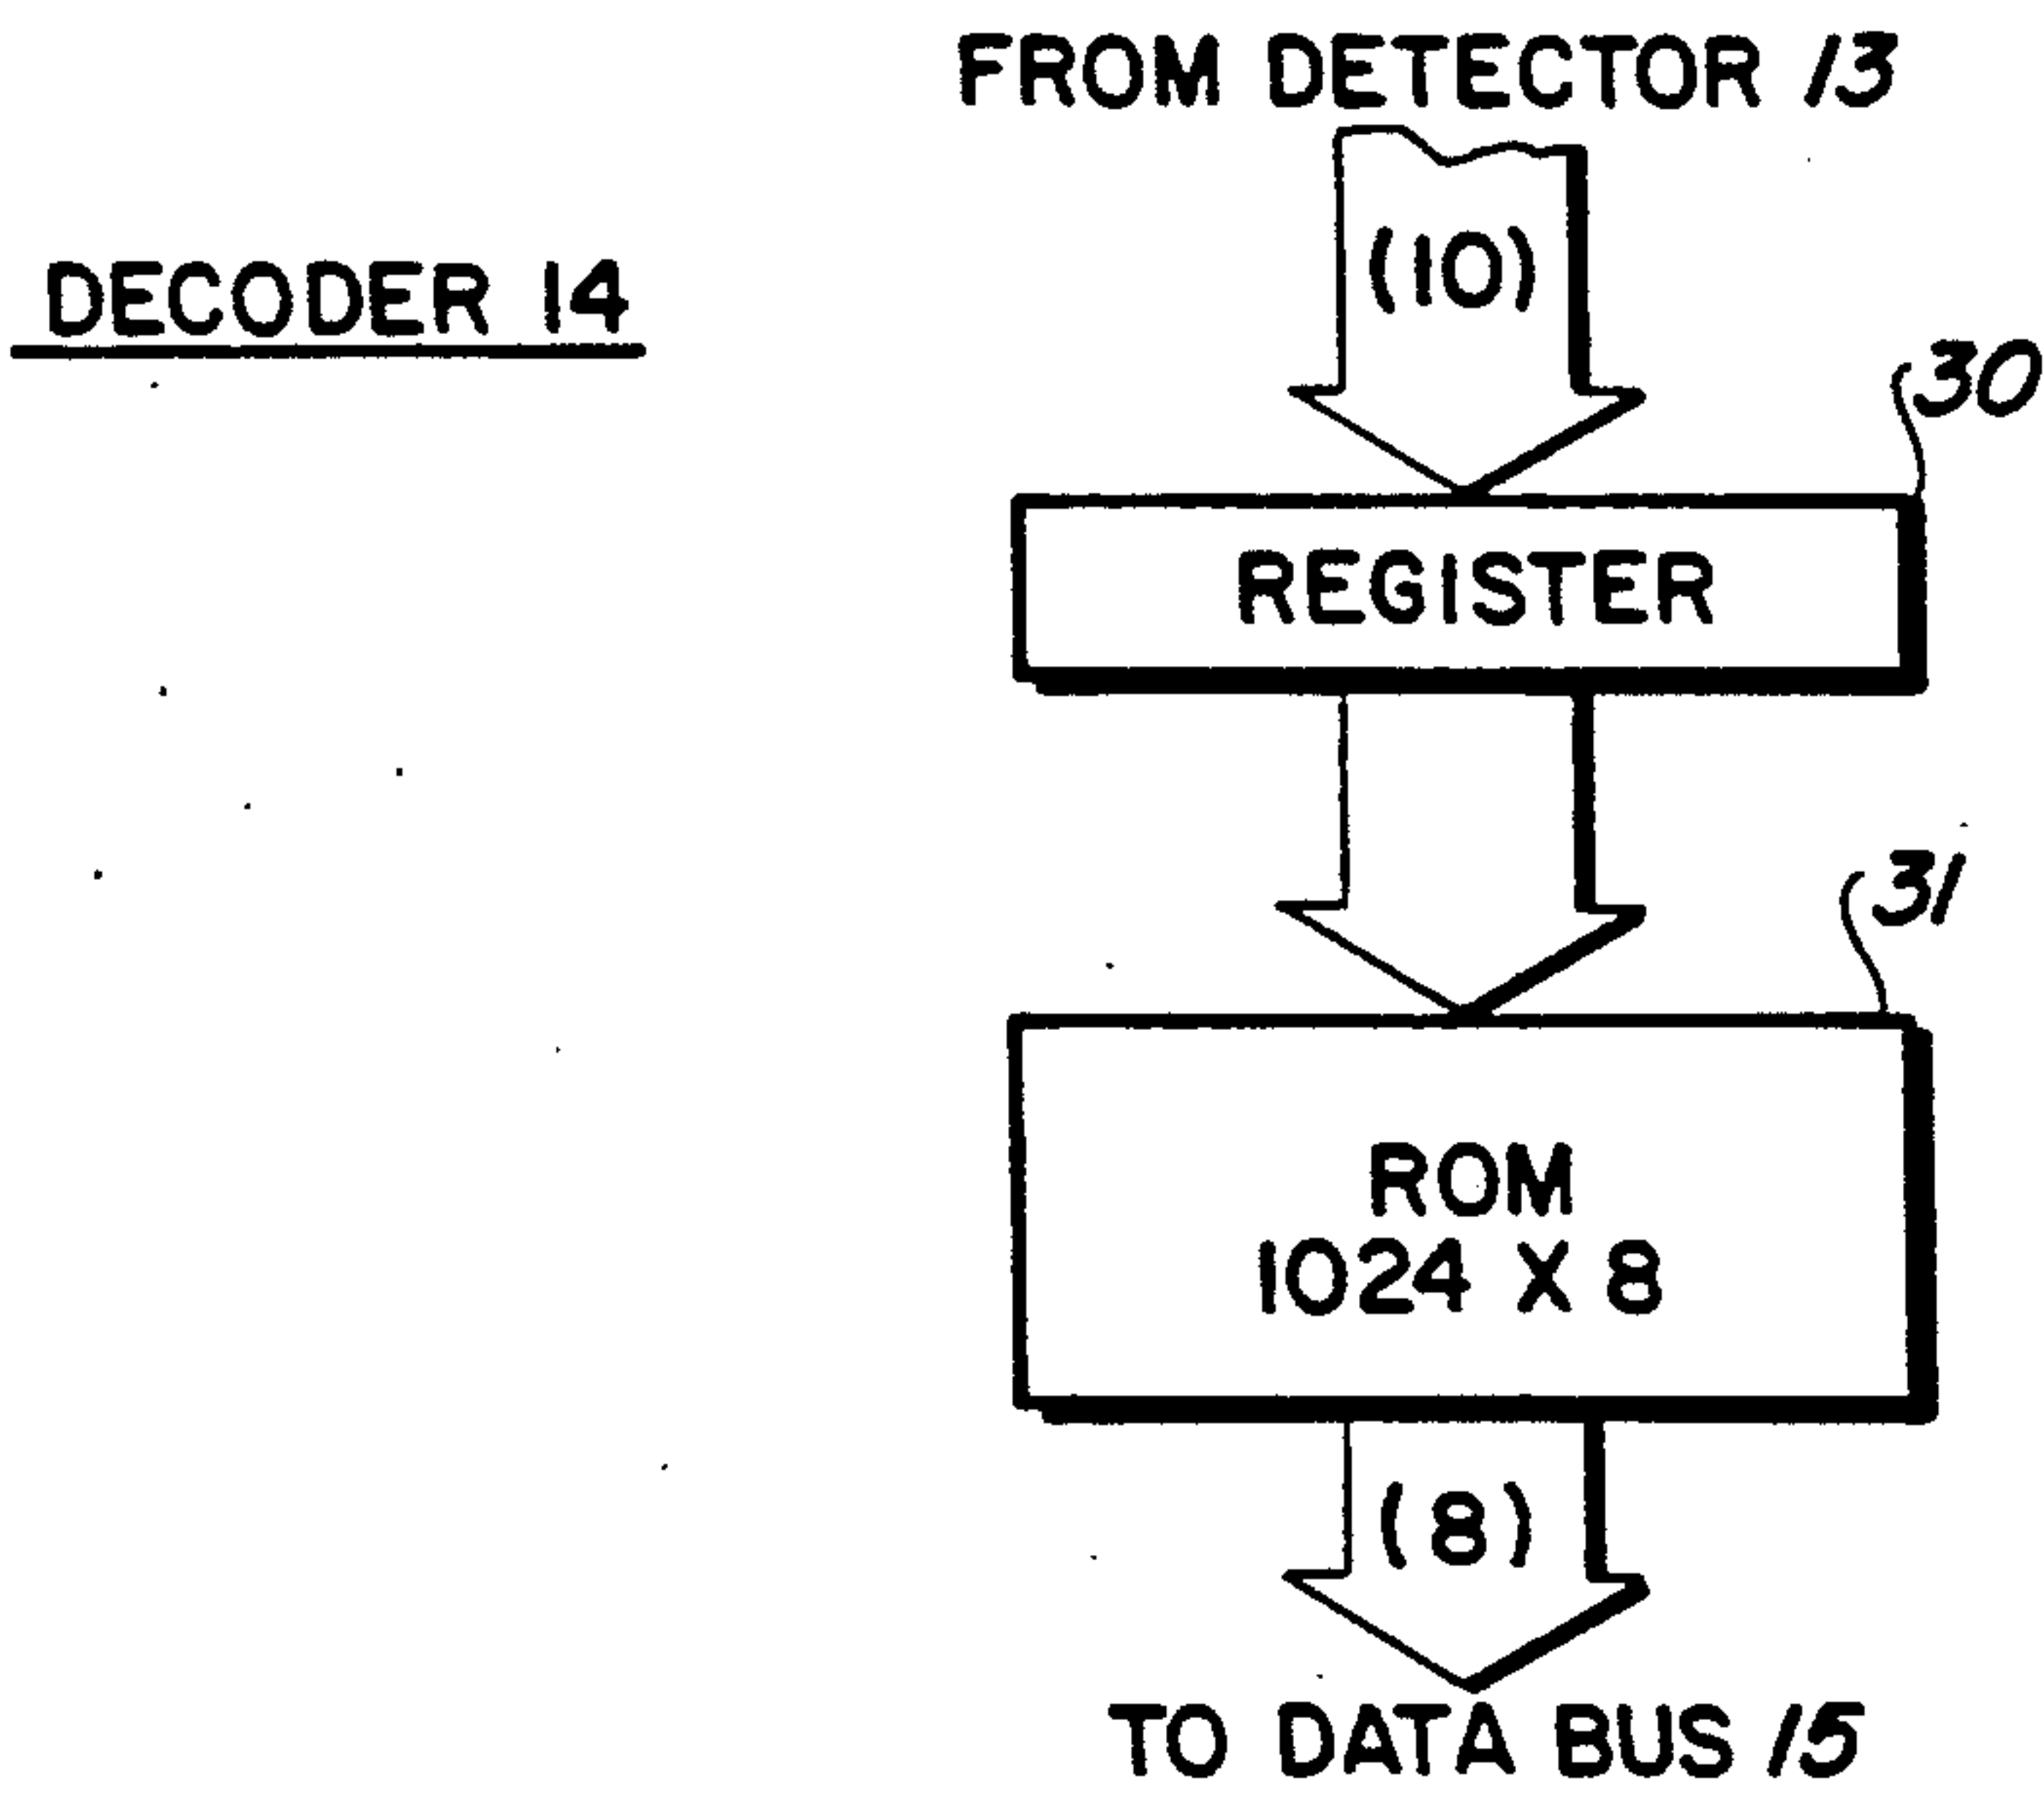 FROM DETECTOR 13
(10)
DECODER 14
30
REGISTER
31
ROM
1024 X 8
(8)
TO DATA BUS 15